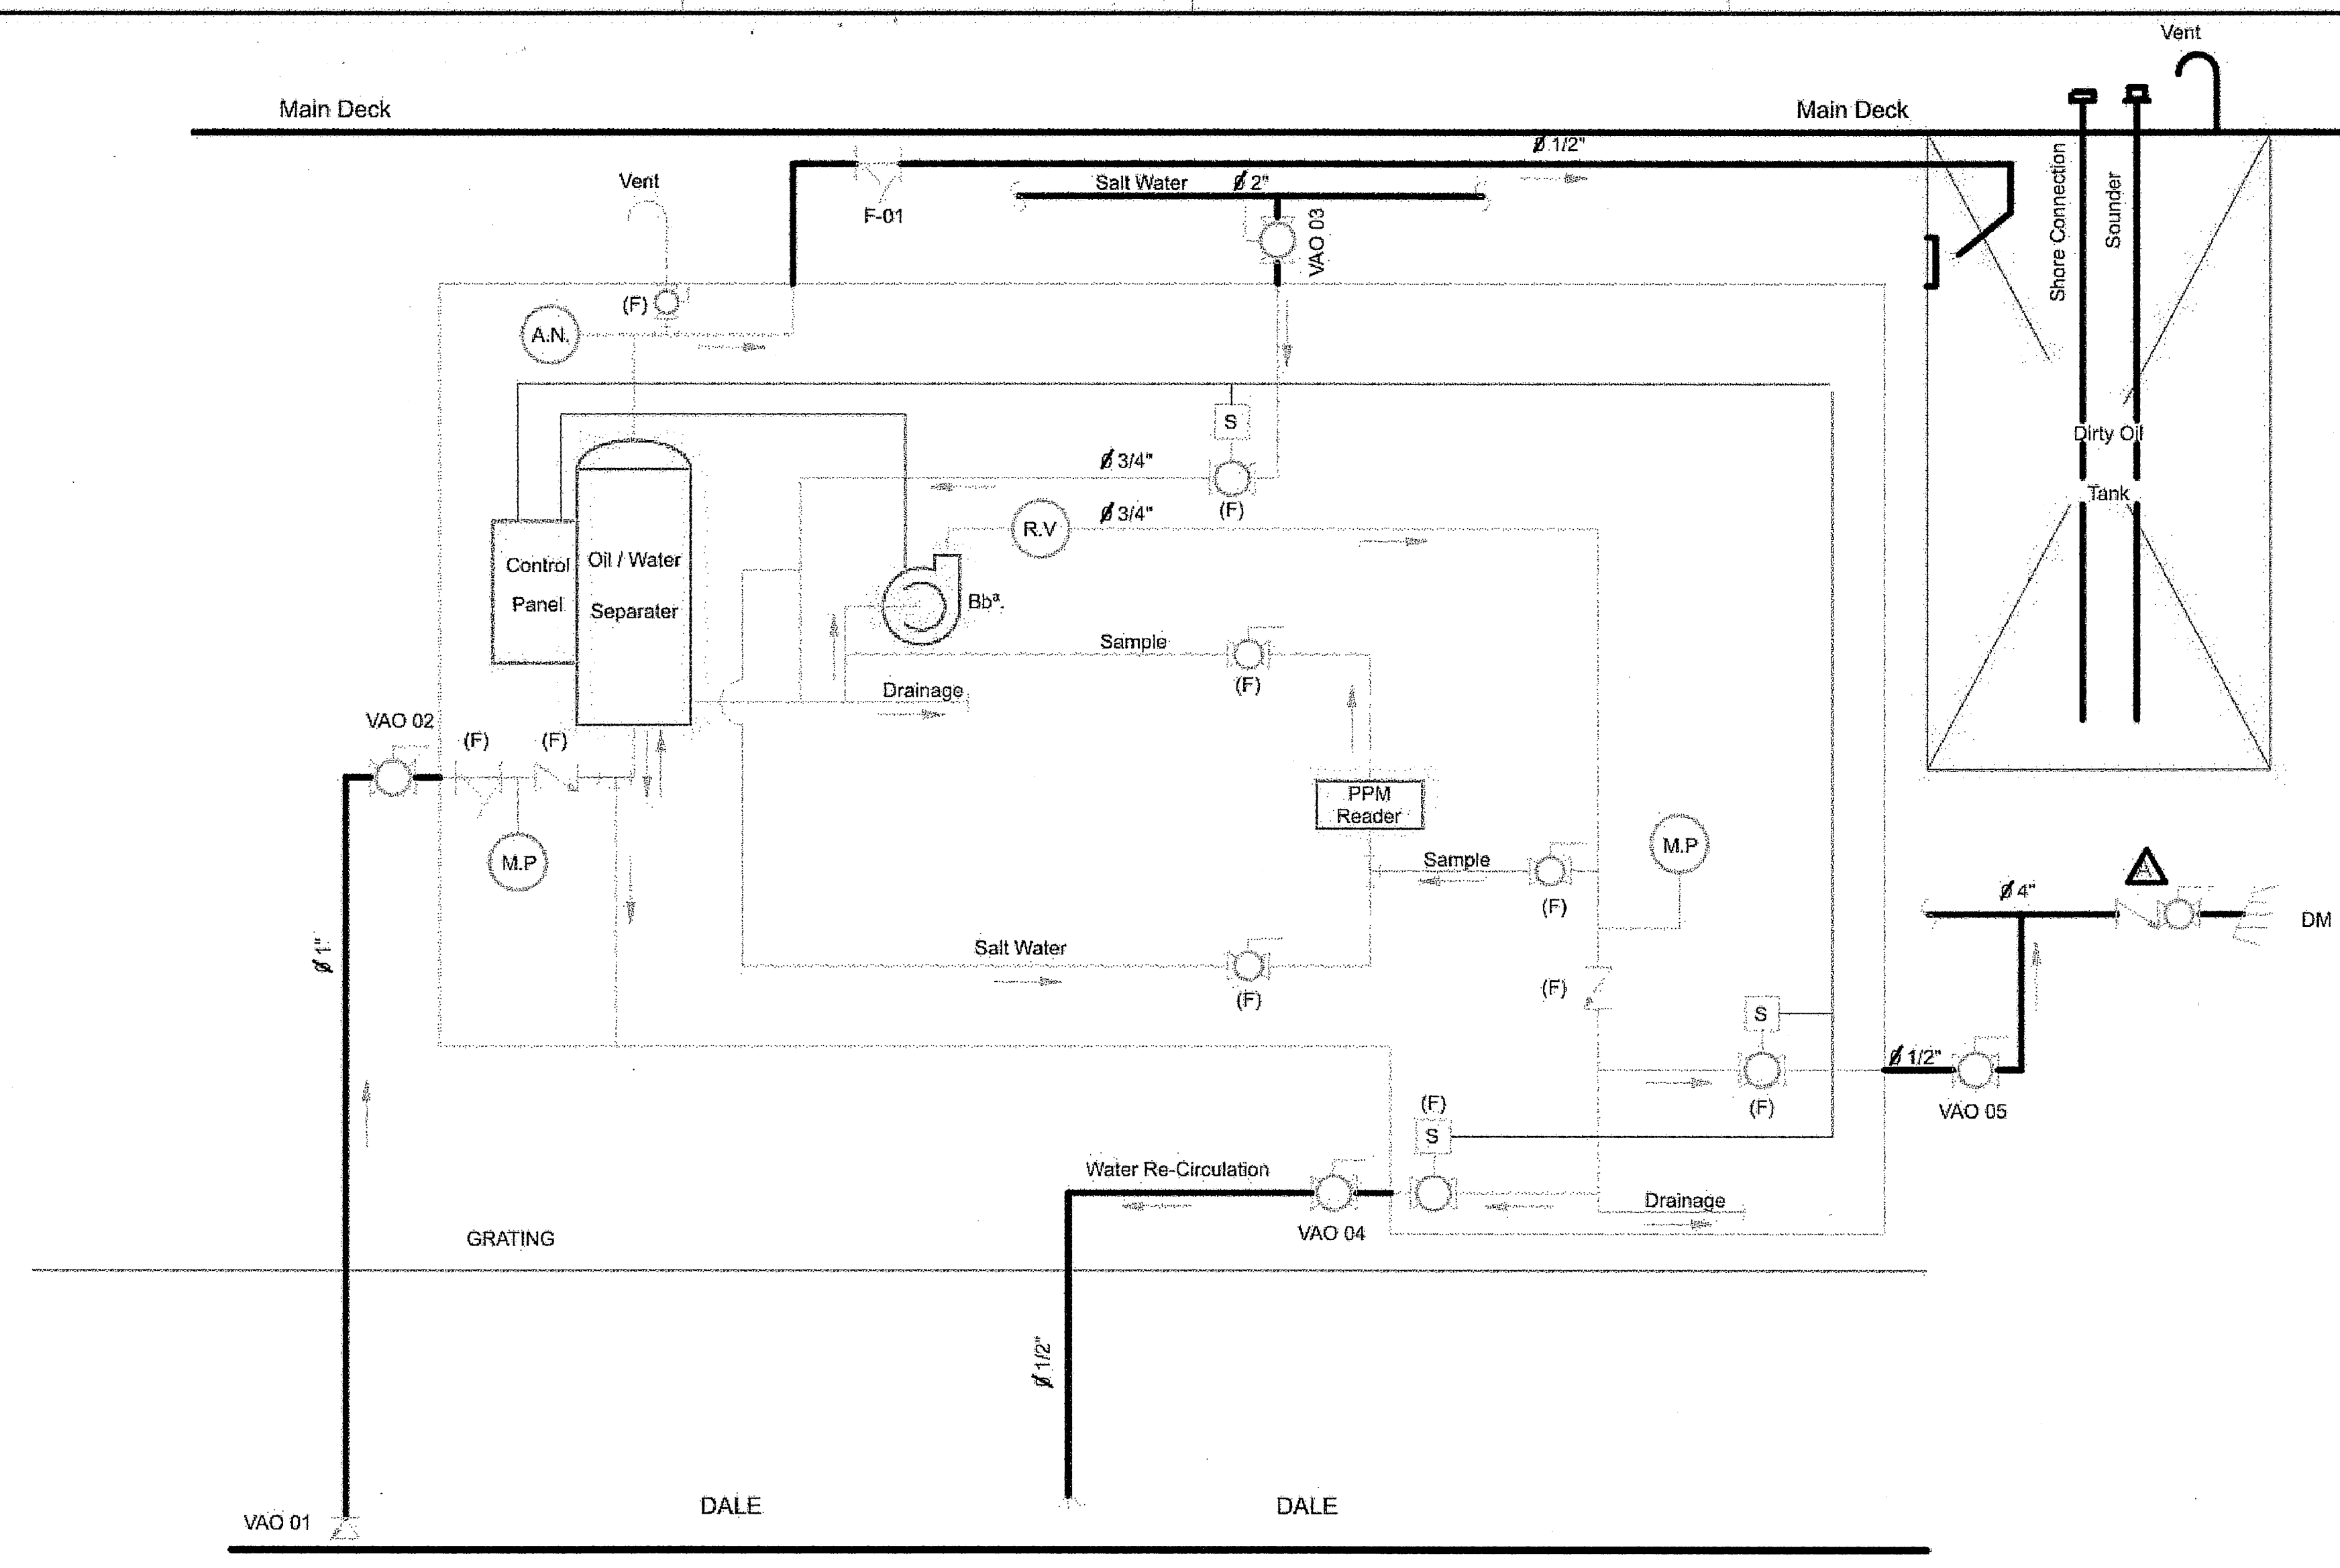 Vent
Main Deck
Main Deck
Ø 1/2"
Vent
Salt Water Ø 2"
F-01
VAO 03
Shore Connection
Sounder
(F)
A.N.
S
Dirty Oil
Ø 3/4"
Tank
(F)
R.V
Ø 3/4"
Control
Panel
Oil / Water
Separater
Bbª.
Sample
(F)
Drainage
VAO 02
(F)
(F)
PPM
Reader
M.P
M.P
Sample
(F)
A
Ø 4"
DM
Ø 1"
Salt Water
(F)
(F)
S
Ø 1/2"
(F)
VAO 05
(F)
S
Water Re-Circulation
Drainage
VAO 04
GRATING
Ø 1/2"
DALE
DALE
VAO 01